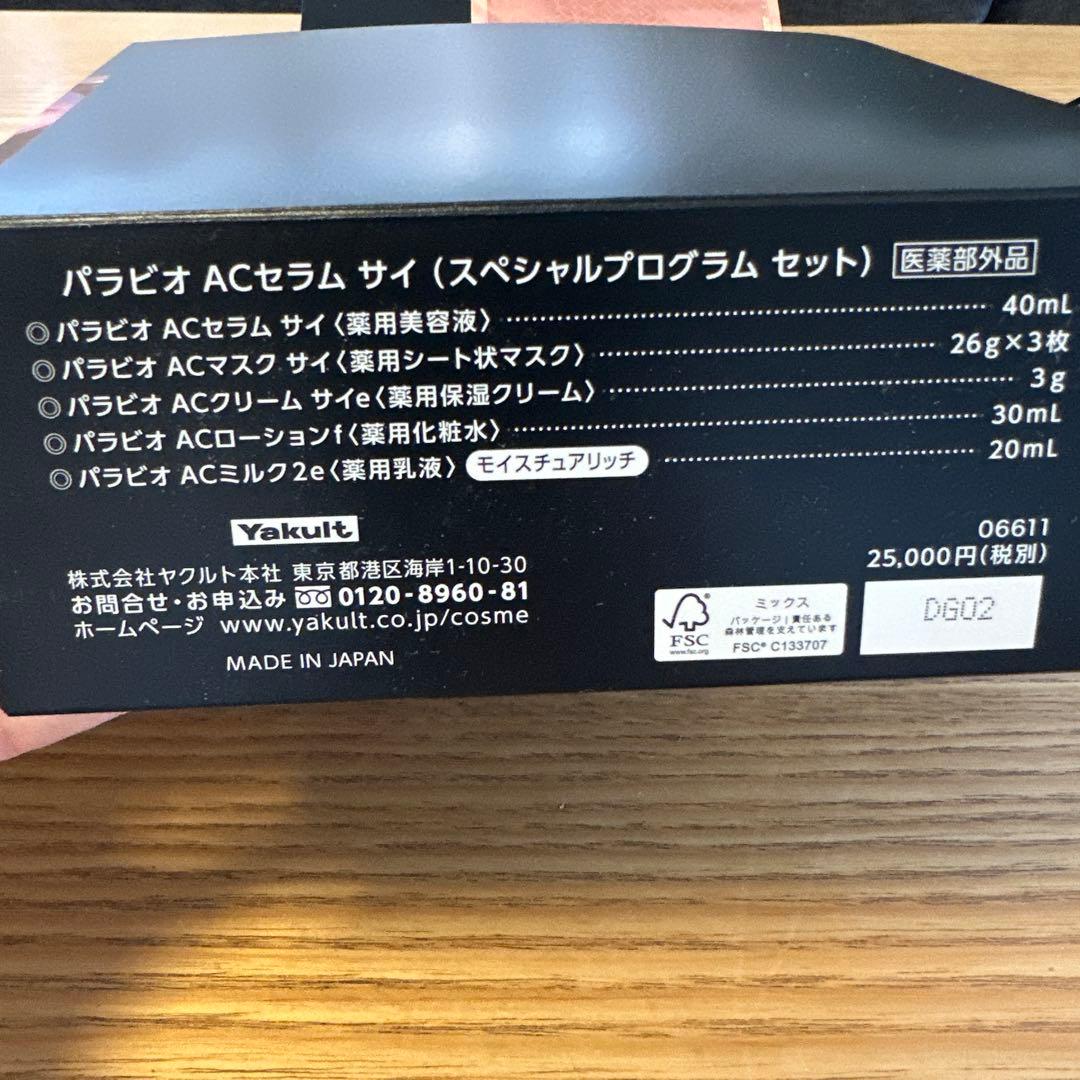 パラビオ ACセラム サイ（スペシャルプログラム セット） 医薬部外品
◎パラビオ ACセラム サイ〈薬用美容液〉 40mL
◎パラビオ ACマスク サイ〈薬用シート状マスク〉 26g×3枚
◎パラビオ ACクリーム サイe〈薬用保湿クリーム〉 3g
◎パラビオ ACローションf〈薬用化粧水〉 30mL
◎パラビオ ACミルク2e〈薬用乳液〉 モイスチュアリッチ 20mL
Yakult
株式会社ヤクルト本社 東京都港区海岸1-10-30
お問合せ・お申込み 0120-8960-81
ホームページ www.yakult.co.jp/cosme
MADE IN JAPAN
06611
25,000円（税別）
FSC
www.fsc.org
ミックス
パッケージ｜責任ある
森林管理を支えています
FSC® C133707
DG02